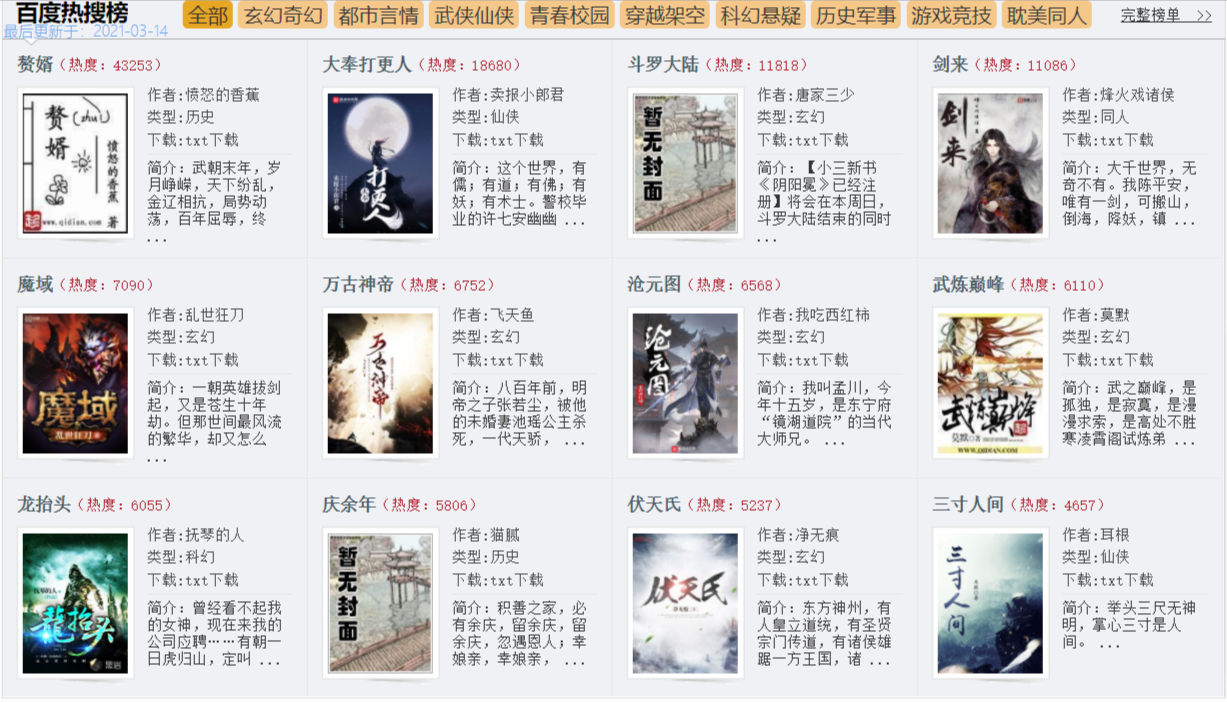 百度热搜榜 全部 玄幻奇幻 都市言情 武侠仙侠 青春校园 穿越架空 科幻悬疑 历史军事 游戏竞技 耽美同人 完整榜单 >>
最后更新于: 2021-03-14
赘婿（热度: 43253）
赘(zhuì)婿
愤怒的香蕉 著
起 www.qidian.com
作者:愤怒的香蕉
类型:历史
下载:txt下载
简介: 武朝末年，岁
月峥嵘，天下纷乱，
金辽相抗，局势动
荡，百年屈辱，终
...
大奉打更人（热度: 18680）
大奉打更人
作者:卖报小郎君
类型:仙侠
下载:txt下载
简介: 这个世界，有
儒；有道；有佛；有
妖；有术士。警校毕
业的许七安幽幽 ...
斗罗大陆（热度: 11818）
暂无封面
作者:唐家三少
类型:玄幻
下载:txt下载
简介: 【小三新书
《阴阳冕》已经注
册】将会在本周日，
斗罗大陆结束的同时
...
剑来（热度: 11086）
剑来
作者:烽火戏诸侯
类型:同人
下载:txt下载
简介: 大千世界，无
奇不有。我陈平安，
唯有一剑，可搬山，
倒海，降妖，镇 ...
魔域（热度: 7090）
魔域
乱世狂刀
作者:乱世狂刀
类型:玄幻
下载:txt下载
简介: 一朝英雄拔剑
起，又是苍生十年
劫。但那世间最风流
的繁华，却又怎么
...
万古神帝（热度: 6752）
万古神帝
作者:飞天鱼
类型:玄幻
下载:txt下载
简介: 八百年前，明
帝之子张若尘，被他
的未婚妻池瑶公主杀
死，一代天骄， ...
沧元图（热度: 6568）
沧元图
作者:我吃西红柿
类型:玄幻
下载:txt下载
简介: 我叫孟川，今
年十五岁，是东宁府
“镜湖道院”的当代
大师兄。 ...
武炼巅峰（热度: 6110）
武炼巅峰
莫默
WWW.QIDIAN.COM
作者:莫默
类型:玄幻
下载:txt下载
简介: 武之巅峰，是
孤独，是寂寞，是漫
漫求索，是高处不胜
寒凌霄阁试炼弟 ...
龙抬头（热度: 6055）
龍抬头
黑岩
作者:抚琴的人
类型:科幻
下载:txt下载
简介: 曾经看不起我
的女神，现在来我的
公司应聘……有朝一
日虎归山，定叫 ...
庆余年（热度: 5806）
暂无封面
作者:猫腻
类型:历史
下载:txt下载
简介: 积善之家，必
有余庆，留余庆，留
余庆，忽遇恩人；幸
娘亲，幸娘亲， ...
伏天氏（热度: 5237）
伏天氏
作者:净无痕
类型:玄幻
下载:txt下载
简介: 东方神州，有
人皇立道统，有圣贤
宗门传道，有诸侯雄
踞一方王国，诸 ...
三寸人间（热度: 4657）
三寸人间
作者:耳根
类型:仙侠
下载:txt下载
简介: 举头三尺无神
明，掌心三寸是人
间。 ...